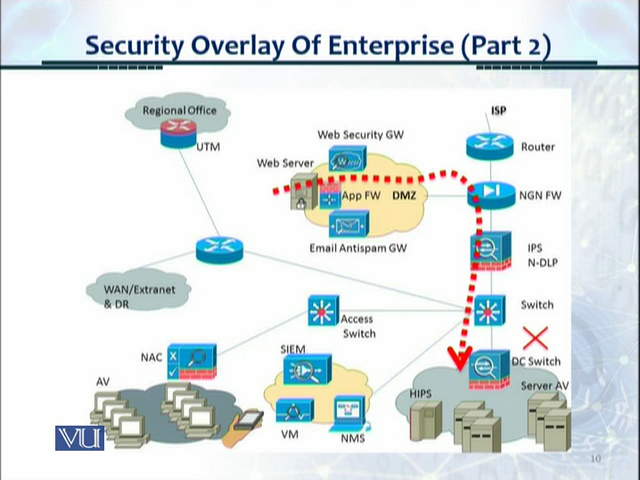 Security Overlay Of Enterprise (Part 2)
Regional Office
UTM
ISP
Router
Web Security GW
Web Server
W
App FW
DMZ
NGN FW
Email Antispam GW
IPS
N-DLP
WAN/Extranet
& DR
Access
Switch
Switch
NAC
X
SIEM
DC Switch
AV
HIPS
Server AV
VM
NMS
VU
10